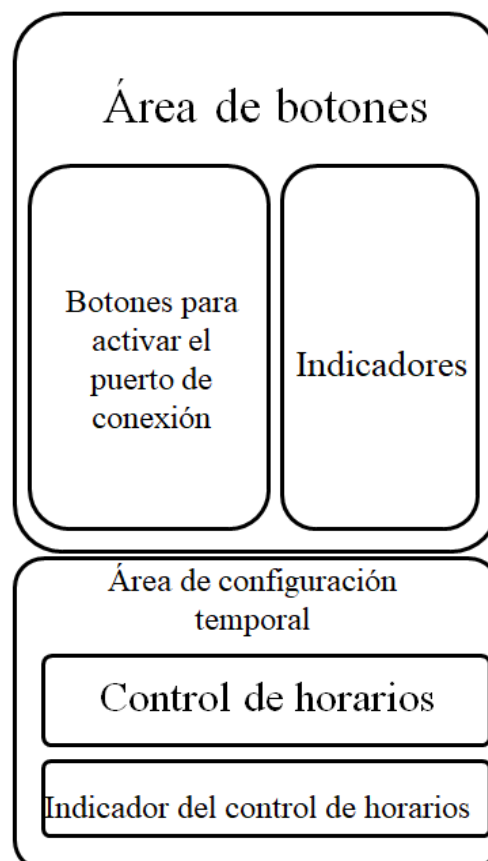 Área de botones
Botones para
activar el
puerto de
conexión
Indicadores
Área de configuración
temporal
Control de horarios
Indicador del control de horarios